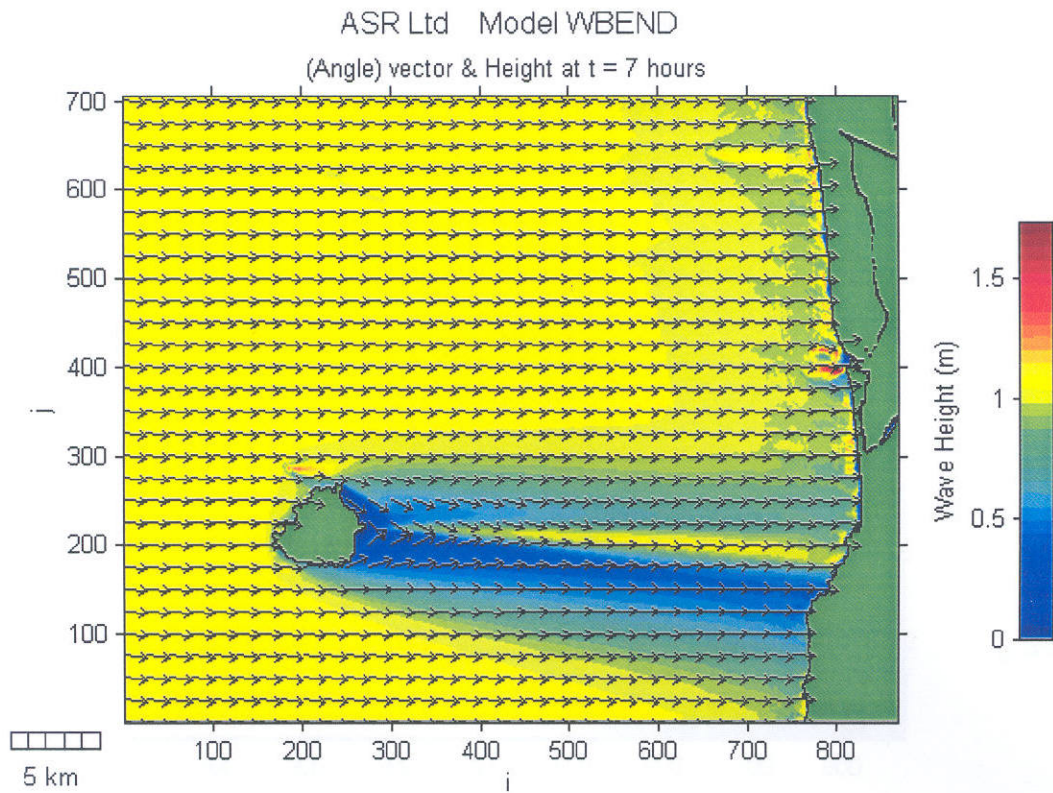 ASR Ltd Model WBEND
(Angle) vector & Height at t = 7 hours
700
600
500
400
300
200
100
j
100 200 300 400 500 600 700 800
i
5 km
Wave Height (m)
1.5
1
0.5
0